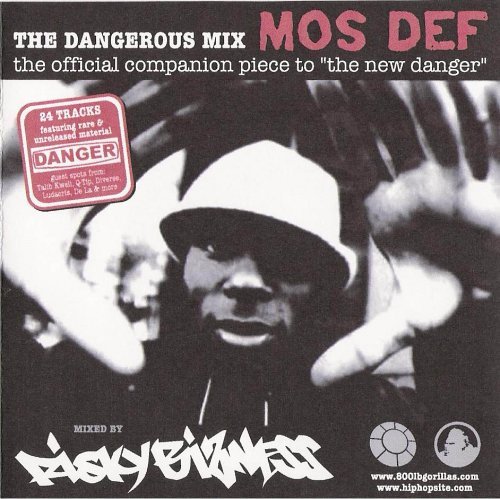 THE DANGEROUS MIX MOS DEF
the official companion piece to "the new danger"
24 TRACKS
featuring rare &
unreleased material
DANGER
guest spots from:
Talib Kweli, Q-Tip, Diverse,
Ludacris, De La & more
MIXED BY
RISKY BIZNESS
www.800lbgorillas.com
www.hiphopsite.com